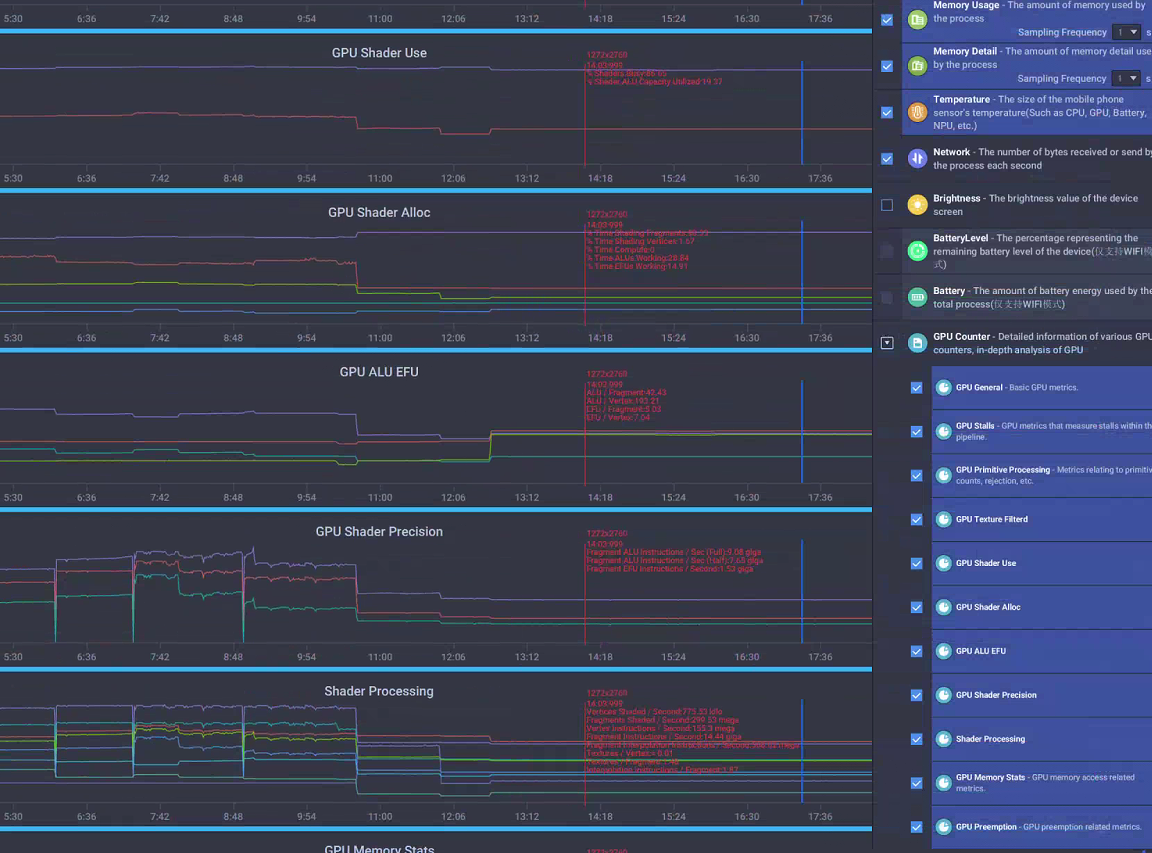 5:30 6:36 7:42 8:48 9:54 11:00 12:06 13:12 14:18 15:24 16:30 17:36
GPU Shader Use
1272x2760
14:03:999
% Shaders Busy:86.65
% Shader ALU Capacity Utilized:19.37
5:30 6:36 7:42 8:48 9:54 11:00 12:06 13:12 14:18 15:24 16:30 17:36
GPU Shader Alloc
1272x2760
14:03:999
% Time Shading Fragments:
% Time Shading Vertices:1.67
% Time Compute:0
% Time ALUs Working:28.84
% Time EFUs Working:14.91
5:30 6:36 7:42 8:48 9:54 11:00 12:06 13:12 14:18 15:24 16:30 17:36
GPU ALU EFU
1272x2760
14:03:999
ALU / Fragment:42.43
ALU / Vertex:193.21
EFU / Fragment:5.03
EFU / Vertex:7.04
5:30 6:36 7:42 8:48 9:54 11:00 12:06 13:12 14:18 15:24 16:30 17:36
GPU Shader Precision
1272x2760
14:03:999
Fragment ALU Instructions / Sec (Full):9.08 giga
Fragment ALU Instructions / Sec (Half):7.65 giga
Fragment EFU Instructions / Second:1.53 giga
5:30 6:36 7:42 8:48 9:54 11:00 12:06 13:12 14:18 15:24 16:30 17:36
Shader Processing
1272x2760
14:03:999
Vertices Shaded / Second:773.33 kilo
Fragments Shaded / Second:299.53 mega
Vertex Instructions / Second:155.3 mega
Fragment Instructions / Second:14.44 giga
Textures / Vertex:< 0.01
Interpolation Instructions / Fragment:1.97
5:30 6:36 7:42 8:48 9:54 11:00 12:06 13:12 14:18 15:24 16:30 17:36
GPU Memory Stats
1272x2760
Memory Usage - The amount of memory used by
the process
Sampling Frequency 1 s
Memory Detail - The amount of memory detail use
by the process
Sampling Frequency 1 s
Temperature - The size of the mobile phone
sensor's temperature(Such as CPU, GPU, Battery,
NPU, etc.)
Network - The number of bytes received or send by
the process each second
Brightness - The brightness value of the device
screen
BatteryLevel - The percentage representing the
remaining battery level of the device(仅支持WIFI模
式)
Battery - The amount of battery energy used by the
total process(仅支持WIFI模式)
GPU Counter - Detailed information of various GPU
counters, in-depth analysis of GPU
GPU General - Basic GPU metrics.
GPU Stalls - GPU metrics that measure stalls within the
pipeline.
GPU Primitive Processing - Metrics relating to primitiv
counts, rejection, etc.
GPU Texture Filterd
GPU Shader Use
GPU Shader Alloc
GPU ALU EFU
GPU Shader Precision
Shader Processing
GPU Memory Stats - GPU memory access related
metrics.
GPU Preemption - GPU preemption related metrics.